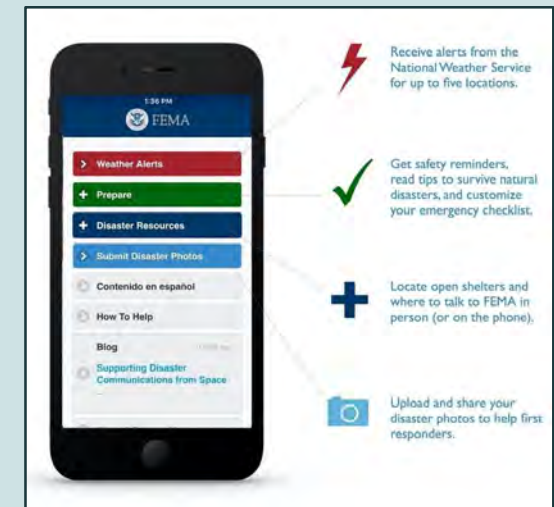 1:36 PM
FEMA
Weather Alerts
Prepare
Disaster Resources
Submit Disaster Photos
Contenido en español
How To Help
Blog
Supporting Disaster
Communications from Space
...
Receive alerts from the
National Weather Service
for up to five locations.
Get safety reminders,
read tips to survive natural
disasters, and customize
your emergency checklist.
Locate open shelters and
where to talk to FEMA in
person (or on the phone).
Upload and share your
disaster photos to help first
responders.